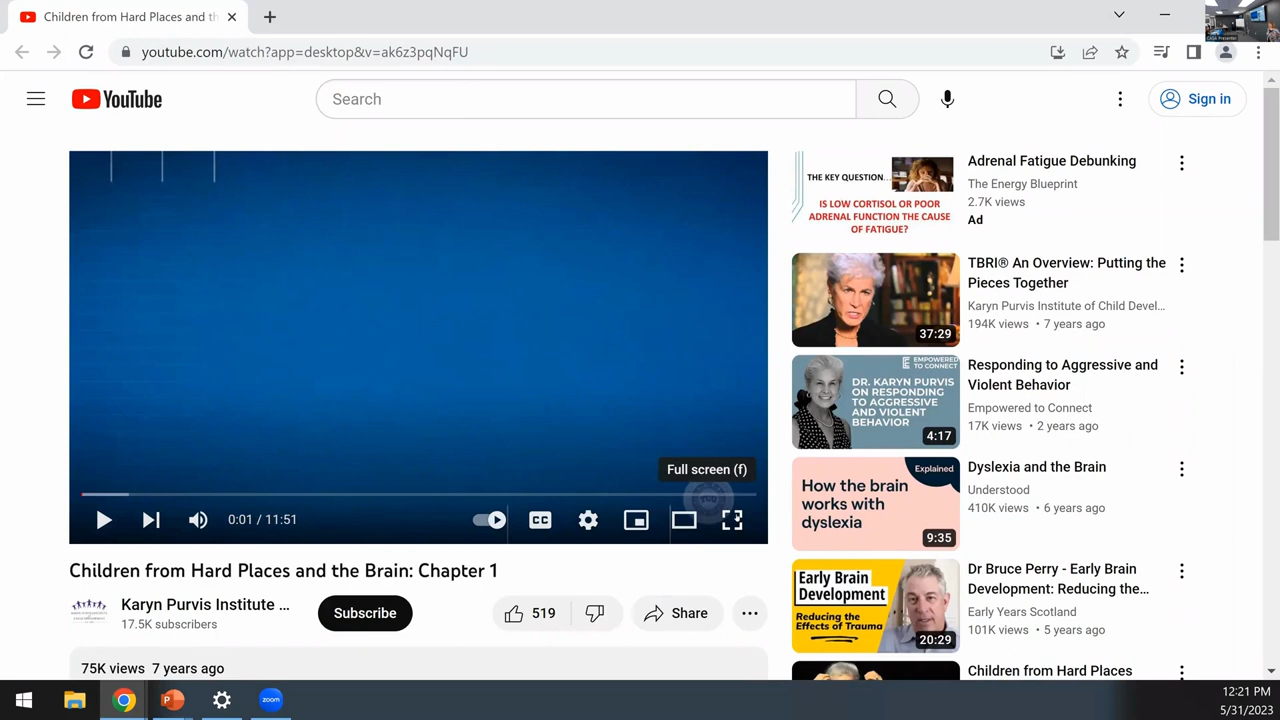 Children from Hard Places and th
youtube.com/watch?app=desktop&v=ak6z3pqNqFU
CASA Presenter
YouTube
Search
Sign in
THE KEY QUESTION...
IS LOW CORTISOL OR POOR
ADRENAL FUNCTION THE CAUSE
OF FATIGUE?
Adrenal Fatigue Debunking
The Energy Blueprint
2.7K views
Ad
37:29
TBRI® An Overview: Putting the
Pieces Together
Karyn Purvis Institute of Child Devel...
194K views • 7 years ago
EMPOWERED
TO CONNECT
DR. KARYN PURVIS
ON RESPONDING
TO AGGRESSIVE
AND VIOLENT
BEHAVIOR
4:17
Responding to Aggressive and
Violent Behavior
Empowered to Connect
17K views • 2 years ago
Explained
How the brain
works with
dyslexia
9:35
Dyslexia and the Brain
Understood
410K views • 6 years ago
Early Brain
Development:
Reducing the
Effects of Trauma
20:29
Dr Bruce Perry - Early Brain
Development: Reducing the...
Early Years Scotland
101K views • 5 years ago
Children from Hard Places
Full screen (f)
0:01 / 11:51
CC
Children from Hard Places and the Brain: Chapter 1
Karyn Purvis Institute ...
17.5K subscribers
Subscribe
519
Share
75K views 7 years ago
zoom
12:21 PM
5/31/2023